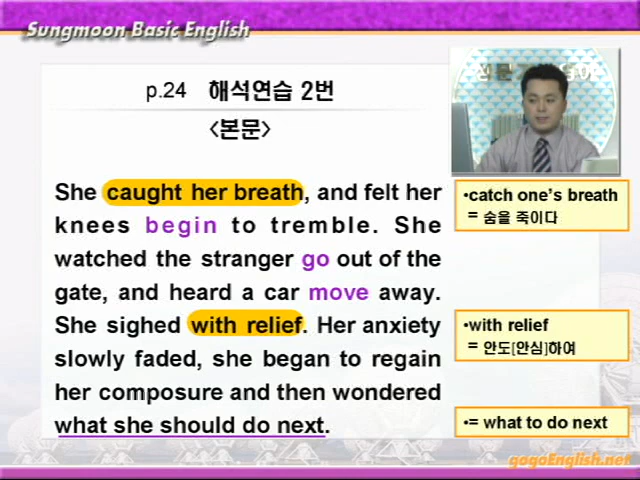 Sungmoon Basic English
p.24 해석연습 2번
<본문>
She caught her breath, and felt her
knees begin to tremble. She
watched the stranger go out of the
gate, and heard a car move away.
She sighed with relief. Her anxiety
slowly faded, she began to regain
her composure and then wondered
what she should do next.
•catch one's breath
= 숨을 죽이다
•with relief
= 안도[안심]하여
•= what to do next
gogoEnglish.net